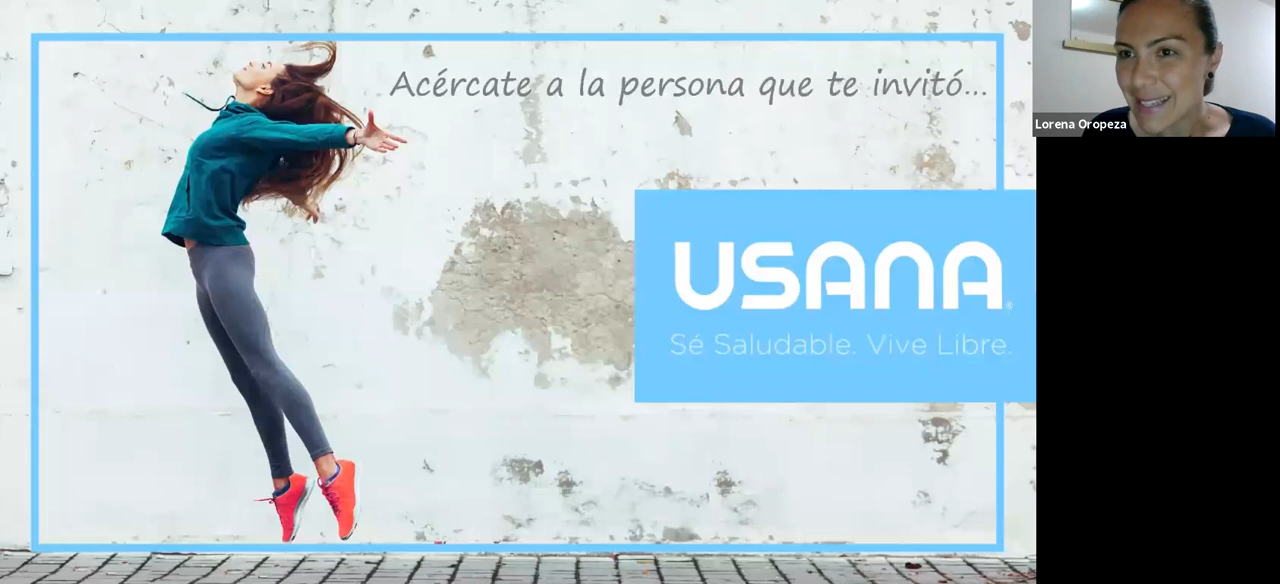 Acércate a la persona que te invitó...
Lorena Oropeza
USANA®
Sé Saludable. Vive Libre.